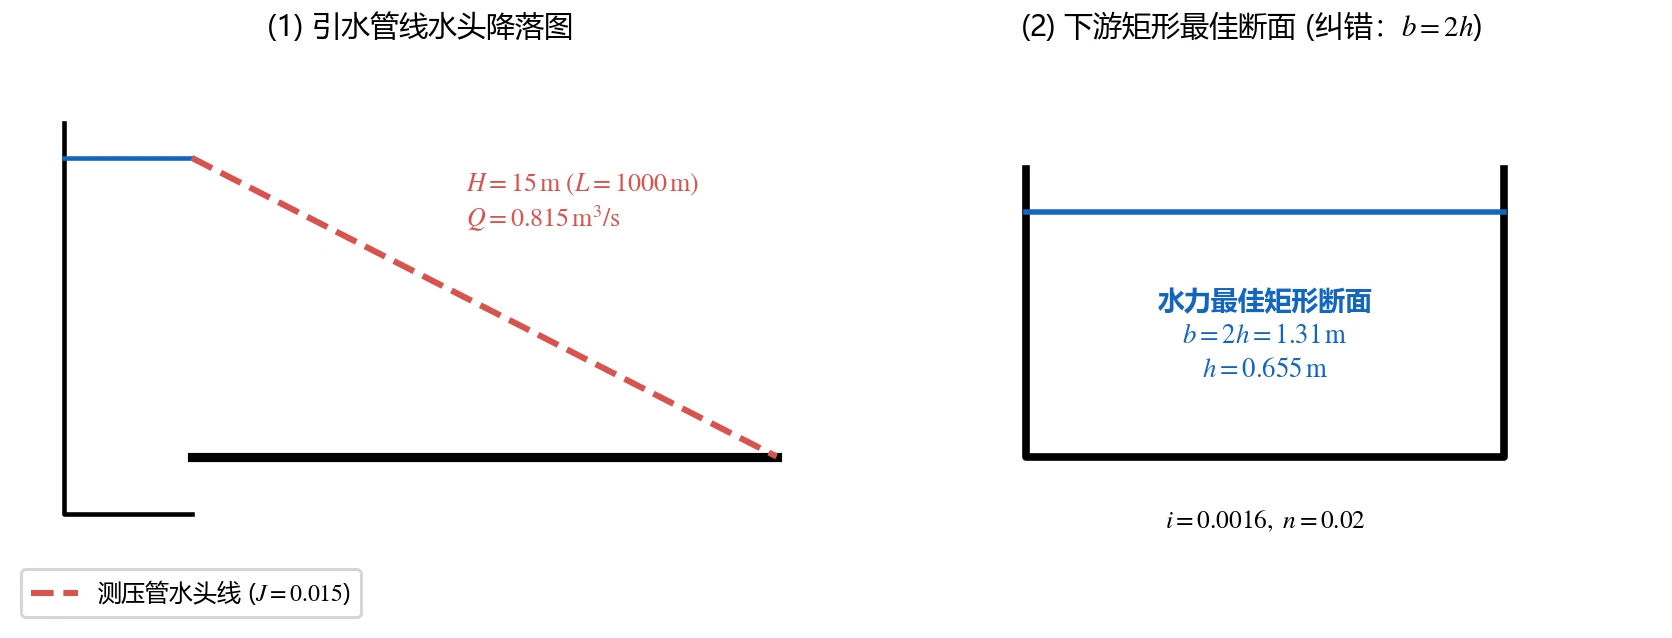 (1) 引水管线水头降落图
H=15 m (L=1000 m)
Q=0.815 m³/s
测压管水头线 (J=0.015)
(2) 下游矩形最佳断面 (纠错：b=2h)
水力最佳矩形断面
b=2h=1.31 m
h=0.655 m
i=0.0016, n=0.02